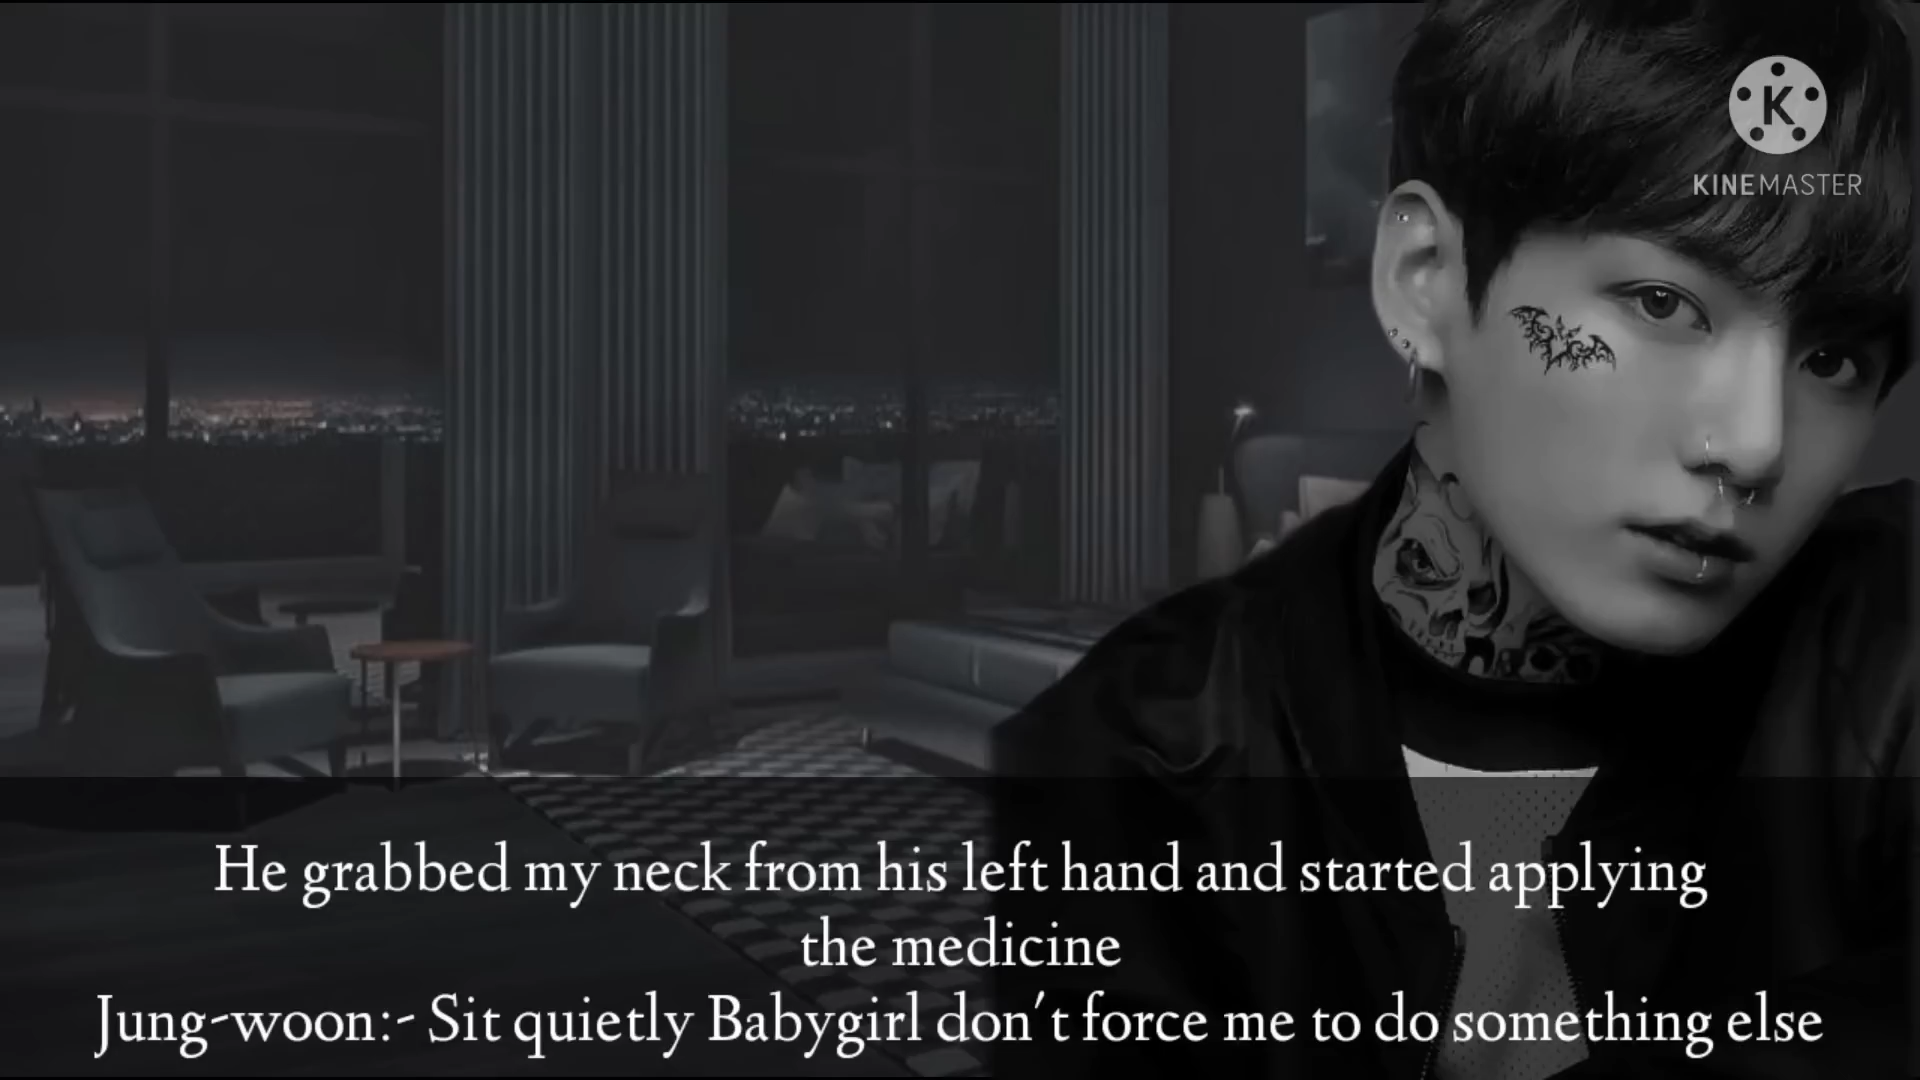 KINEMASTER
He grabbed my neck from his left hand and started applying
the medicine
Jung-woon:- Sit quietly Babygirl don't force me to do something else